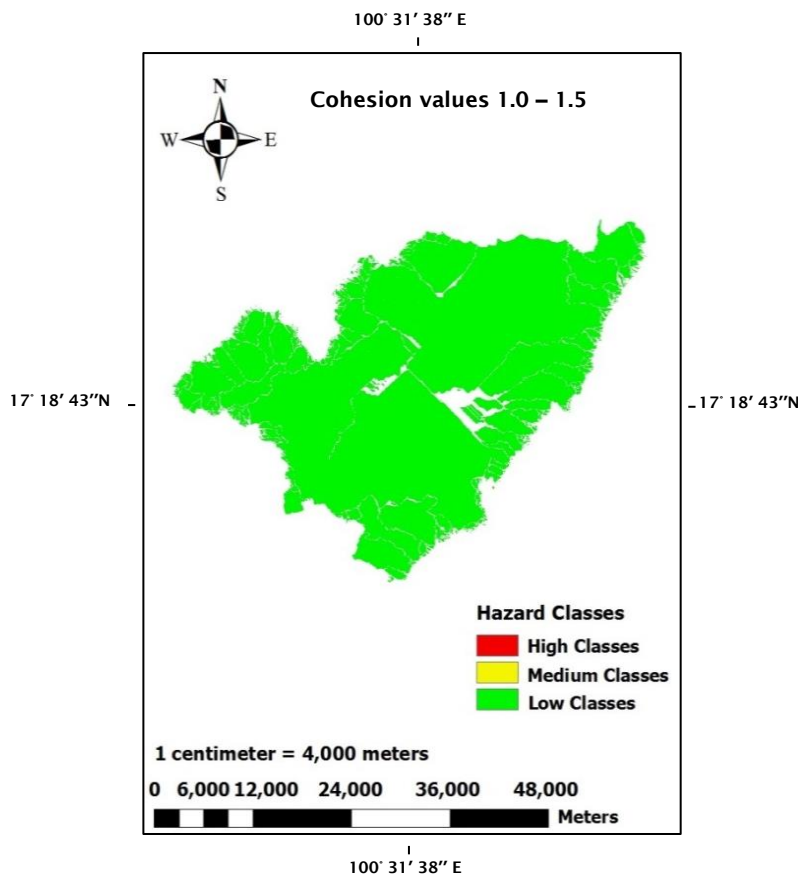 100° 31′ 38″ E
N
Cohesion values 1.0 – 1.5
W E
S
17° 18′ 43″N 17° 18′ 43″N
Hazard Classes
High Classes
Medium Classes
Low Classes
1 centimeter = 4,000 meters
0 6,000 12,000 24,000 36,000 48,000
Meters
100° 31′ 38″ E